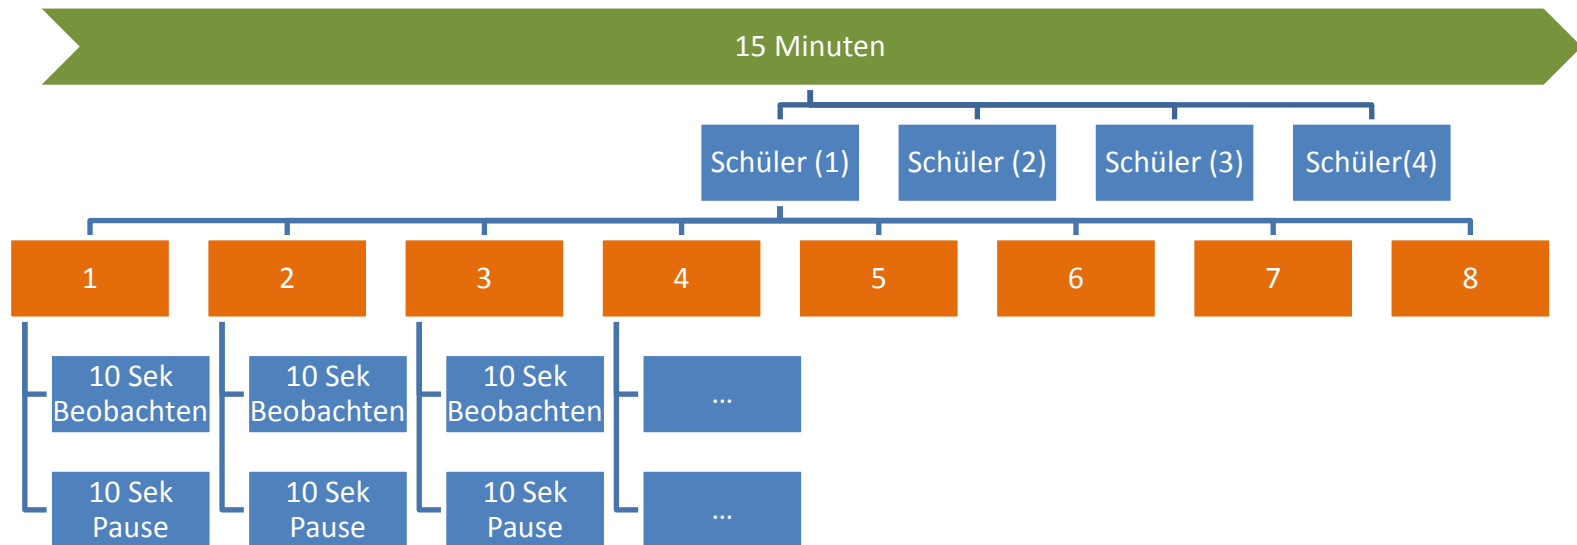 15 Minuten
Schüler (1)
Schüler (2)
Schüler (3)
Schüler(4)
1
2
3
4
5
6
7
8
10 Sek
Beobachten
10 Sek
Beobachten
10 Sek
Beobachten
...
10 Sek
Pause
10 Sek
Pause
10 Sek
Pause
...